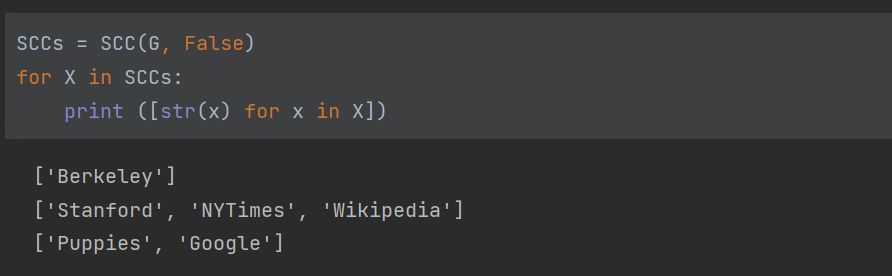 SCCs = SCC(G, False)
for X in SCCs:
    print ([str(x) for x in X])
['Berkeley']
['Stanford', 'NYTimes', 'Wikipedia']
['Puppies', 'Google']